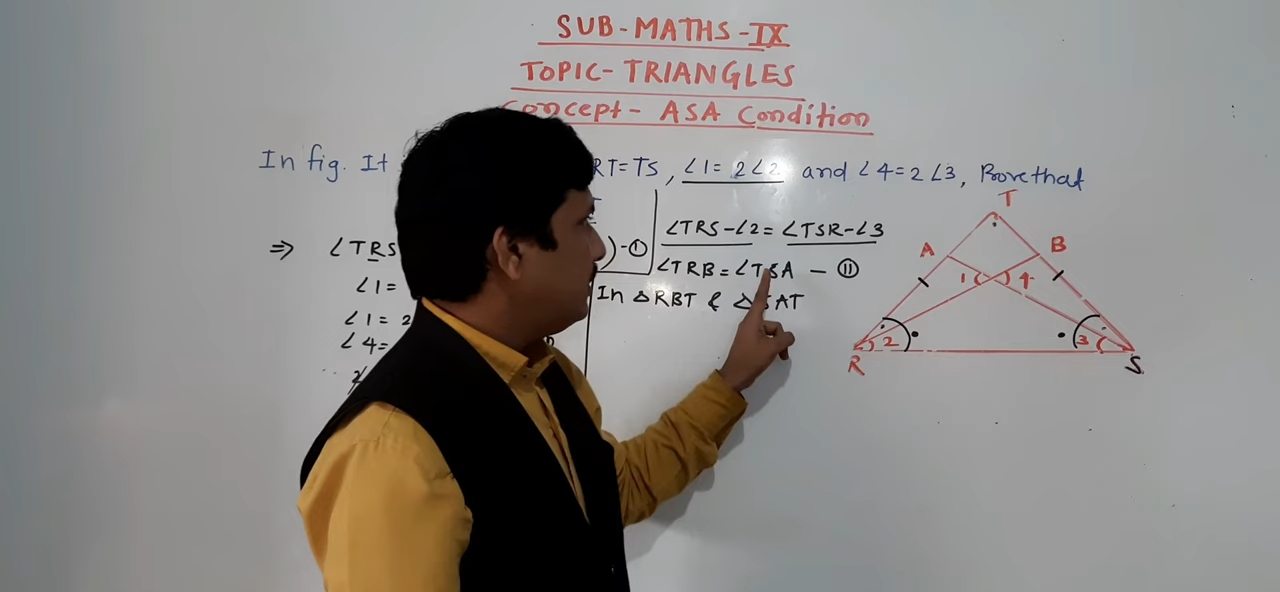 SUB-MATHS-IX
TOPIC-TRIANGLES
Concept- ASA Condition
In fig. It RT=TS, ∠1= 2∠2 and ∠4=2∠3, Prove that
⇒ ∠TRS ) -①
∠1=
∠1= 2
∠4=
∠TRS-∠2=∠TSR-∠3
∠TRB=∠TSA - ⑪
In △RBT & △SAT
T
A
B
1
4
2
3
R
S